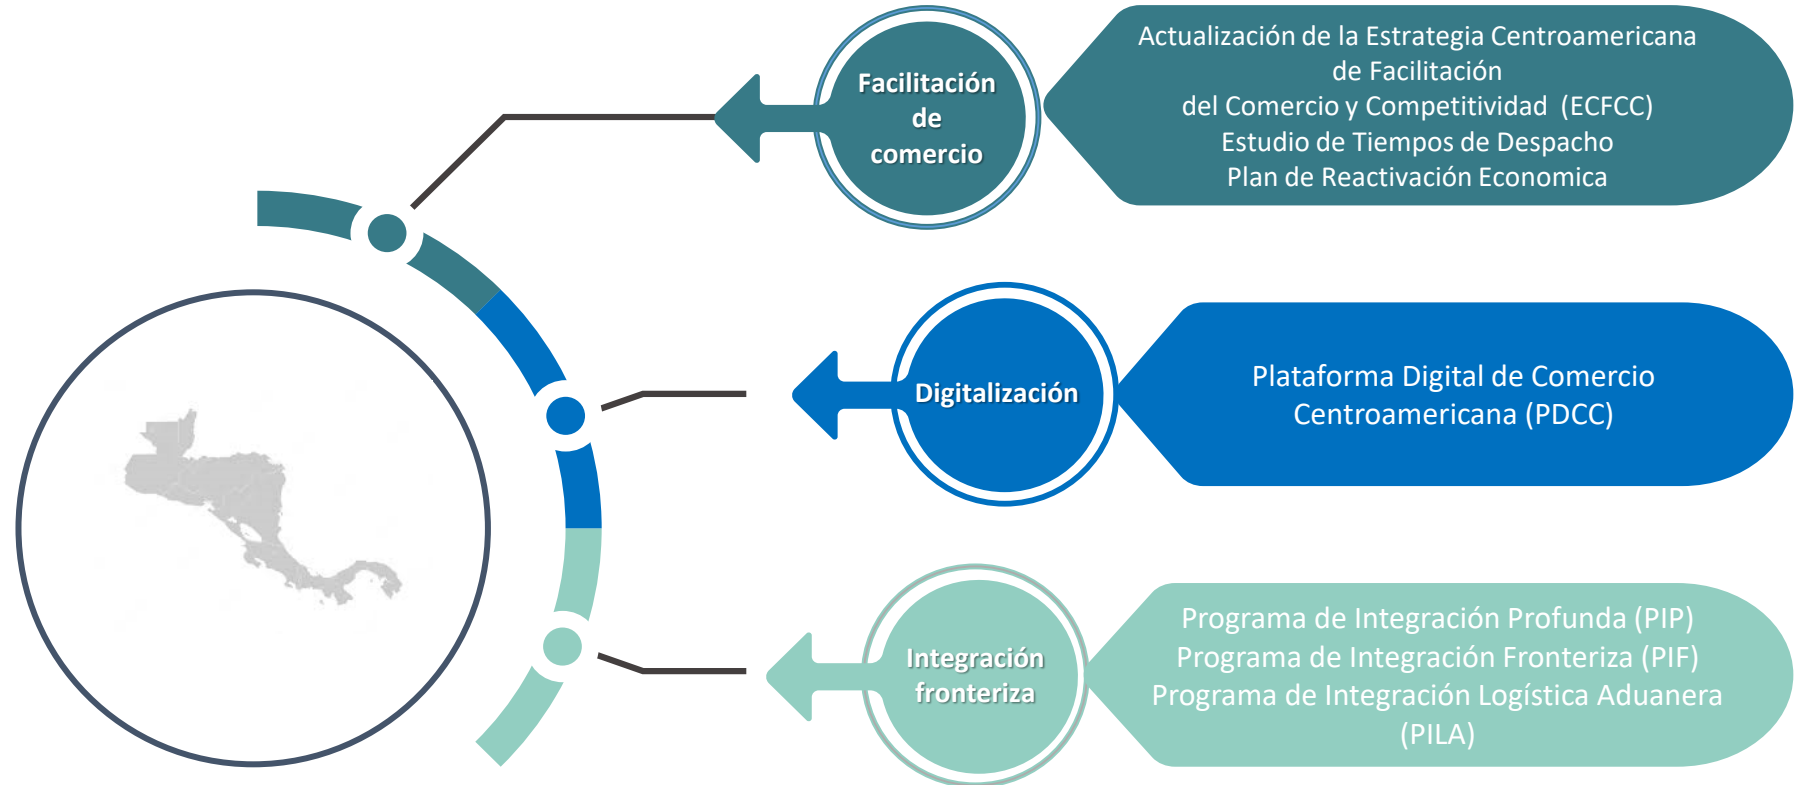 Facilitación
de
comercio
Actualización de la Estrategia Centroamericana
de Facilitación
del Comercio y Competitividad (ECFCC)
Estudio de Tiempos de Despacho
Plan de Reactivación Economica
Digitalización
Plataforma Digital de Comercio
Centroamericana (PDCC)
Integración
fronteriza
Programa de Integración Profunda (PIP)
Programa de Integración Fronteriza (PIF)
Programa de Integración Logística Aduanera
(PILA)